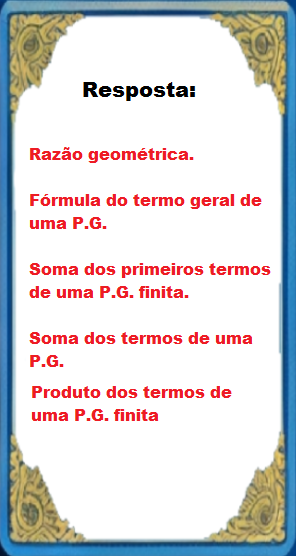 Resposta:
Razão geométrica.
Fórmula do termo geral de
uma P.G.
Soma dos primeiros termos
de uma P.G. finita.
Soma dos termos de uma
P.G.
Produto dos termos de
uma P.G. finita